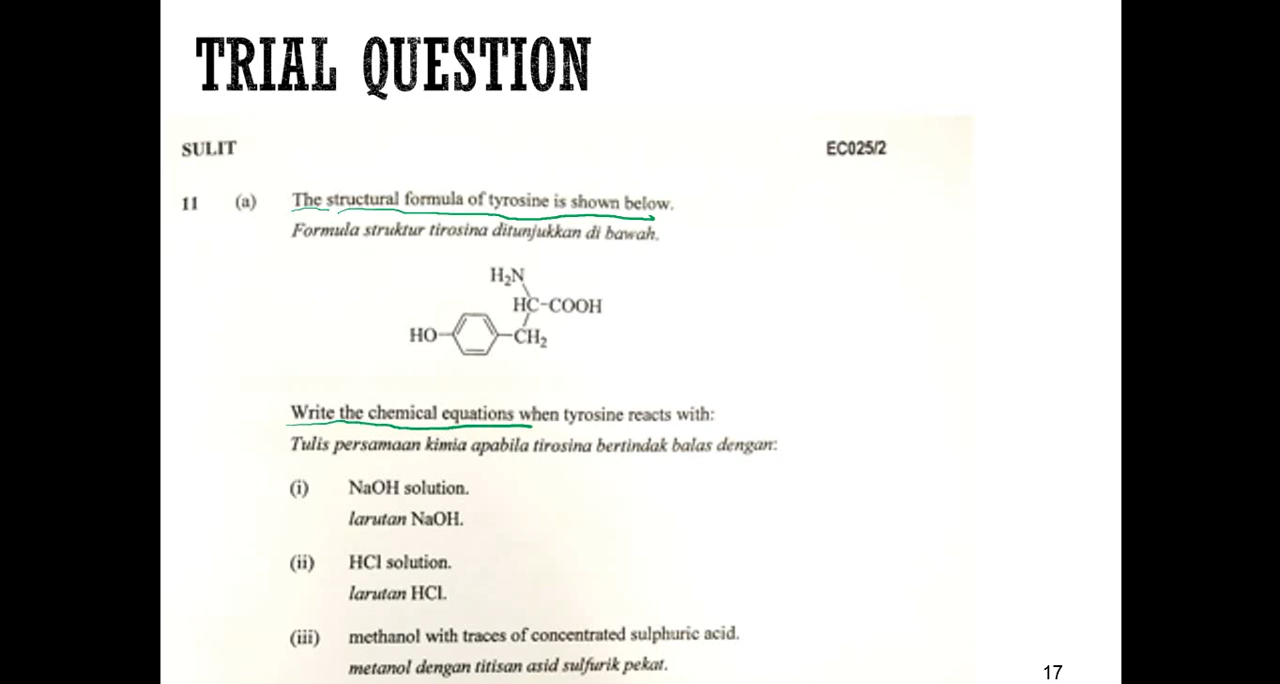 TRIAL QUESTION
SULIT EC025/2
11 (a) The structural formula of tyrosine is shown below.
Formula struktur tirosina ditunjukkan di bawah.
H₂N
HC-COOH
HO CH₂
Write the chemical equations when tyrosine reacts with:
Tulis persamaan kimia apabila tirosina bertindak balas dengan:
(i) NaOH solution.
larutan NaOH.
(ii) HCl solution.
larutan HCl.
(iii) methanol with traces of concentrated sulphuric acid.
metanol dengan titisan asid sulfurik pekat.
17